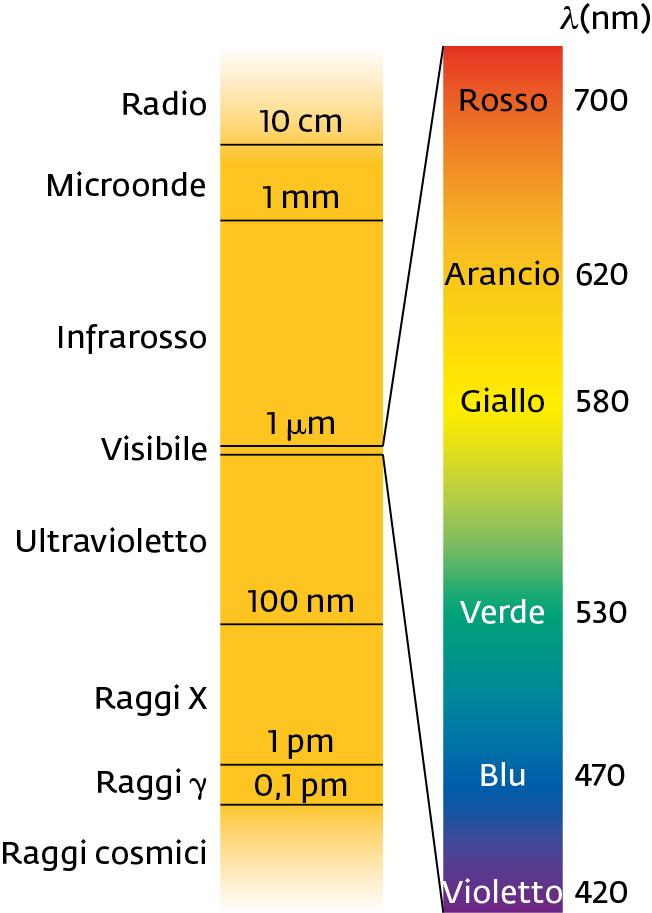 λ(nm)
Radio
10 cm
Microonde
1 mm
Infrarosso
1 μm
Visibile
Ultravioletto
100 nm
Raggi X
1 pm
Raggi γ
0,1 pm
Raggi cosmici
Rosso 700
Arancio 620
Giallo 580
Verde 530
Blu 470
Violetto 420